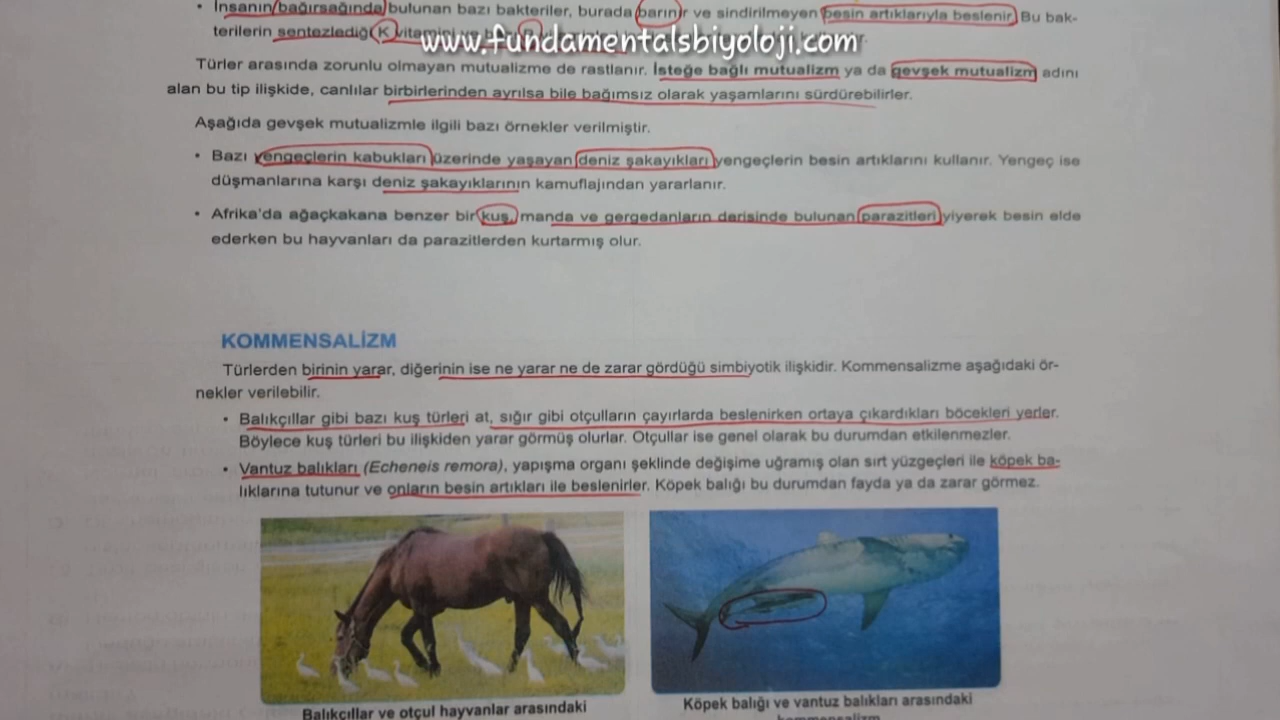 • İnsanın bağırsağında bulunan bazı bakteriler, burada barınır ve sindirilmeyen besin artıklarıyla beslenir. Bu bak-
terilerin sentezlediği K vitamini
www.fundamentalsbiyoloji.com
Türler arasında zorunlu olmayan mutualizme de rastlanır. İsteğe bağlı mutualizm ya da gevşek mutualizm adını
alan bu tip ilişkide, canlılar birbirlerinden ayrılsa bile bağımsız olarak yaşamlarını sürdürebilirler.
Aşağıda gevşek mutualizmle ilgili bazı örnekler verilmiştir.
• Bazı yengeçlerin kabukları üzerinde yaşayan deniz şakayıkları yengeçlerin besin artıklarını kullanır. Yengeç ise
düşmanlarına karşı deniz şakayıklarının kamuflajından yararlanır.
• Afrika'da ağaçkakana benzer bir kuş, manda ve gergedanların derisinde bulunan parazitleri yiyerek besin elde
ederken bu hayvanları da parazitlerden kurtarmış olur.
KOMMENSALİZM
Türlerden birinin yarar, diğerinin ise ne yarar ne de zarar gördüğü simbiyotik ilişkidir. Kommensalizme aşağıdaki ör-
nekler verilebilir.
• Balıkçıllar gibi bazı kuş türleri at, sığır gibi otçulların çayırlarda beslenirken ortaya çıkardıkları böcekleri yerler.
Böylece kuş türleri bu ilişkiden yarar görmüş olurlar. Otçullar ise genel olarak bu durumdan etkilenmezler.
• Vantuz balıkları (Echeneis remora), yapışma organı şeklinde değişime uğramış olan sırt yüzgeçleri ile köpek ba-
lıklarına tutunur ve onların besin artıkları ile beslenirler. Köpek balığı bu durumdan fayda ya da zarar görmez.
Balıkçıllar ve otçul hayvanlar arasındaki
Köpek balığı ve vantuz balıkları arasındaki
kommensalizm